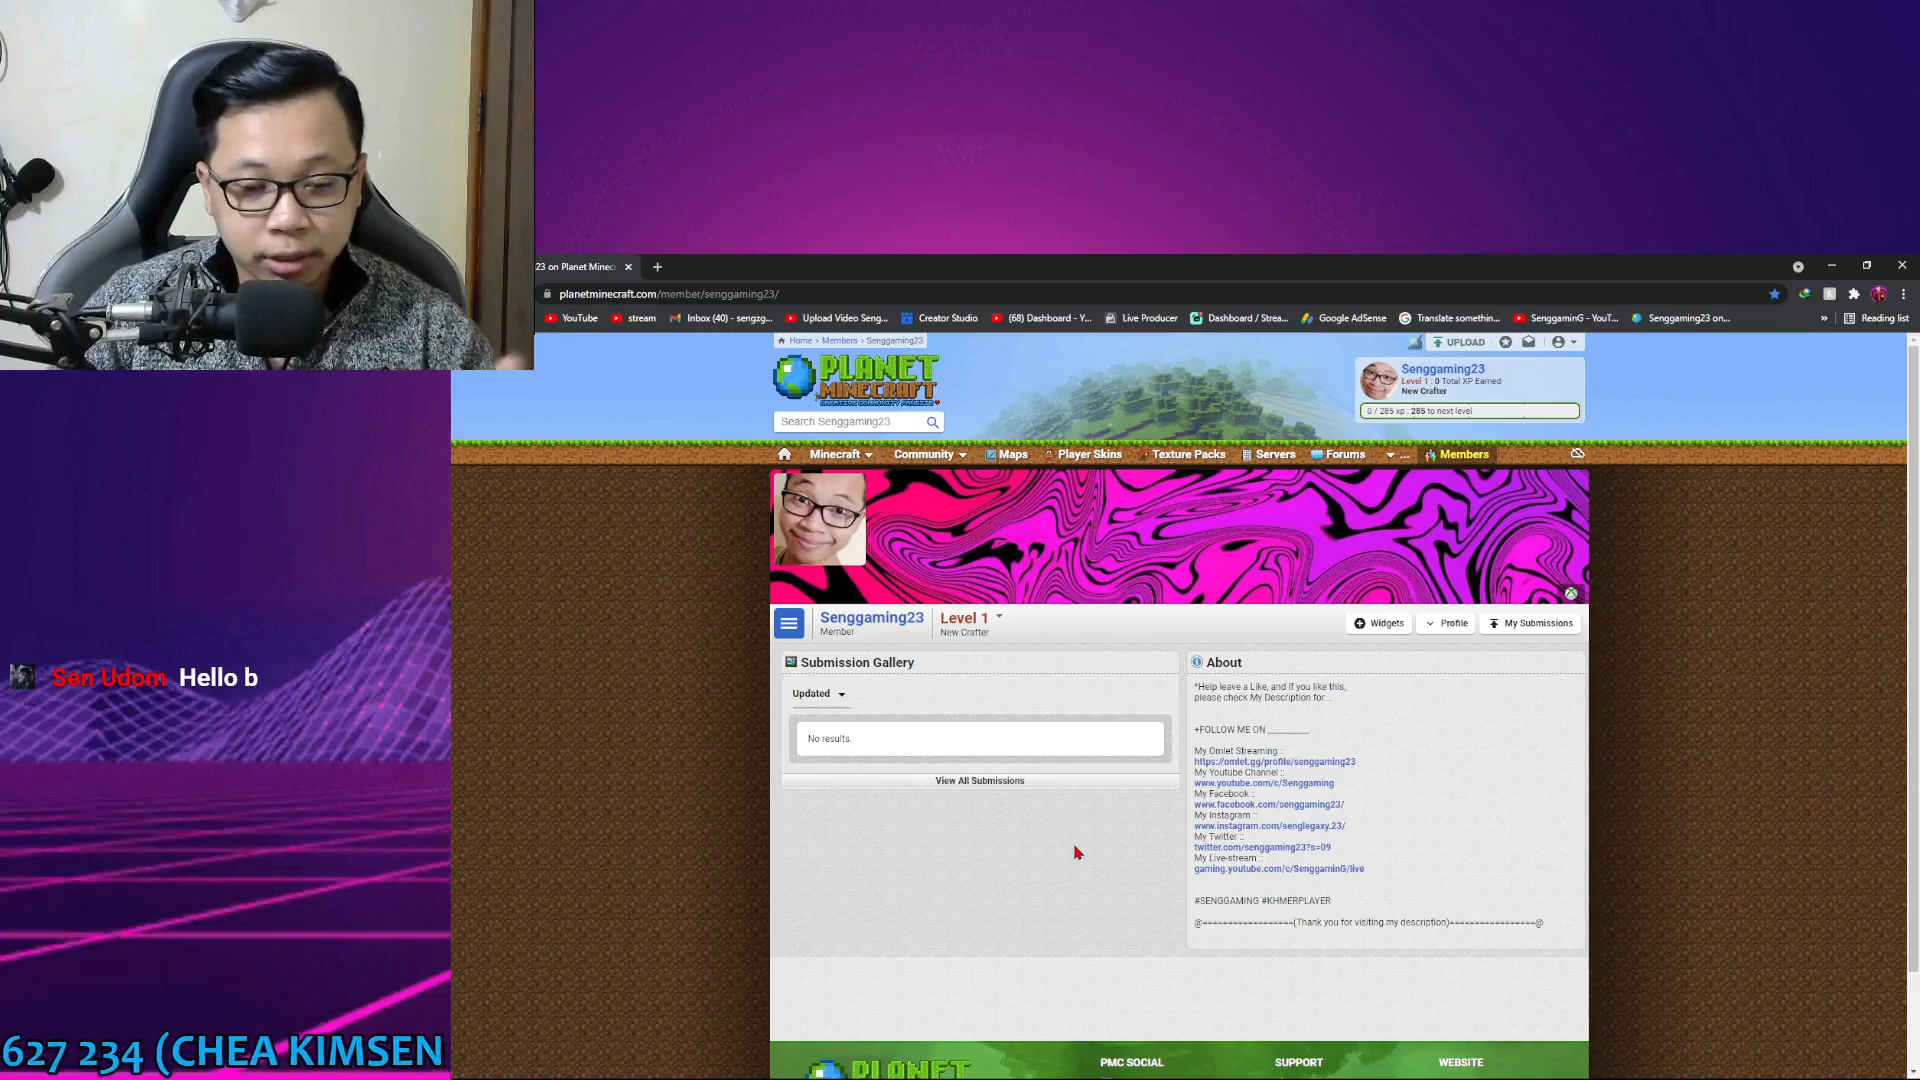 23 on Planet Minec
planetminecraft.com/member/senggaming23/
YouTube
stream
Inbox (40) - sengzg...
Upload Video Seng...
Creator Studio
(68) Dashboard - Y...
Live Producer
Dashboard / Strea...
Google AdSense
Translate somethin...
SenggaminG - YouT...
Senggaming23 on...
»
Reading list
Home › Members › Senggaming23
UPLOAD
PLANET
MINECRAFT
CREATIVE COMMUNITY FANSITE
Senggaming23
Level 1 : 0 Total XP Earned
New Crafter
0 / 285 xp : 285 to next level
Search Senggaming23
Minecraft
Community
Maps
Player Skins
Texture Packs
Servers
Forums
...
Members
Senggaming23
Member
Level 1
New Crafter
Widgets
Profile
My Submissions
Submission Gallery
Updated
No results.
View All Submissions
About
*Help leave a Like, and if you like this,
please check My Description for...
+FOLLOW ME ON ________
My Omlet Streaming ::
https://omlet.gg/profile/senggaming23
My Youtube Channel ::
www.youtube.com/c/Senggaming
My Facebook ::
www.facebook.com/senggaming23/
My Instagram ::
www.instagram.com/senglegaxy.23/
My Twitter ::
twitter.com/senggaming23?s=09
My Live-stream ::
gaming.youtube.com/c/SenggaminG/live
#SENGGAMING #KHMERPLAYER
@==================(Thank you for visiting my description)=================@
Sen Udom Hello b
627 234 (CHEA KIMSEN
PLANET
PMC SOCIAL
SUPPORT
WEBSITE